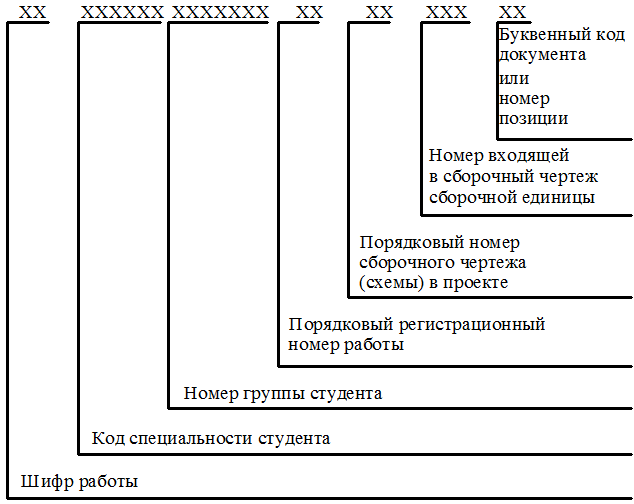 XX XXXXXX XXXXXXX XX XX XXX XX
Буквенный код
документа
или
номер
позиции
Номер входящей
в сборочный чертеж
сборочной единицы
Порядковый номер
сборочного чертежа
(схемы) в проекте
Порядковый регистрационный
номер работы
Номер группы студента
Код специальности студента
Шифр работы